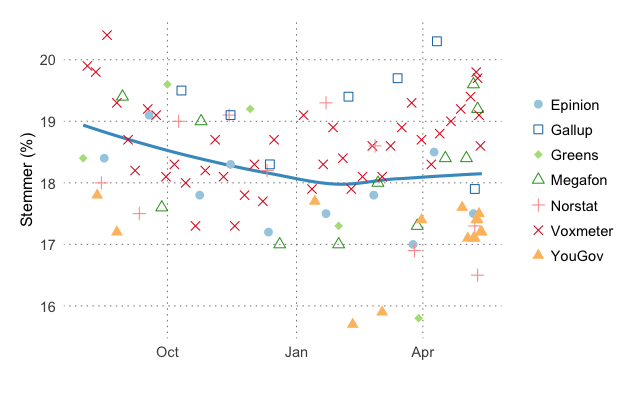 Stemmer (%)
20
19
18
17
16
Oct
Jan
Apr
Epinion
Gallup
Greens
Megafon
Norstat
Voxmeter
YouGov